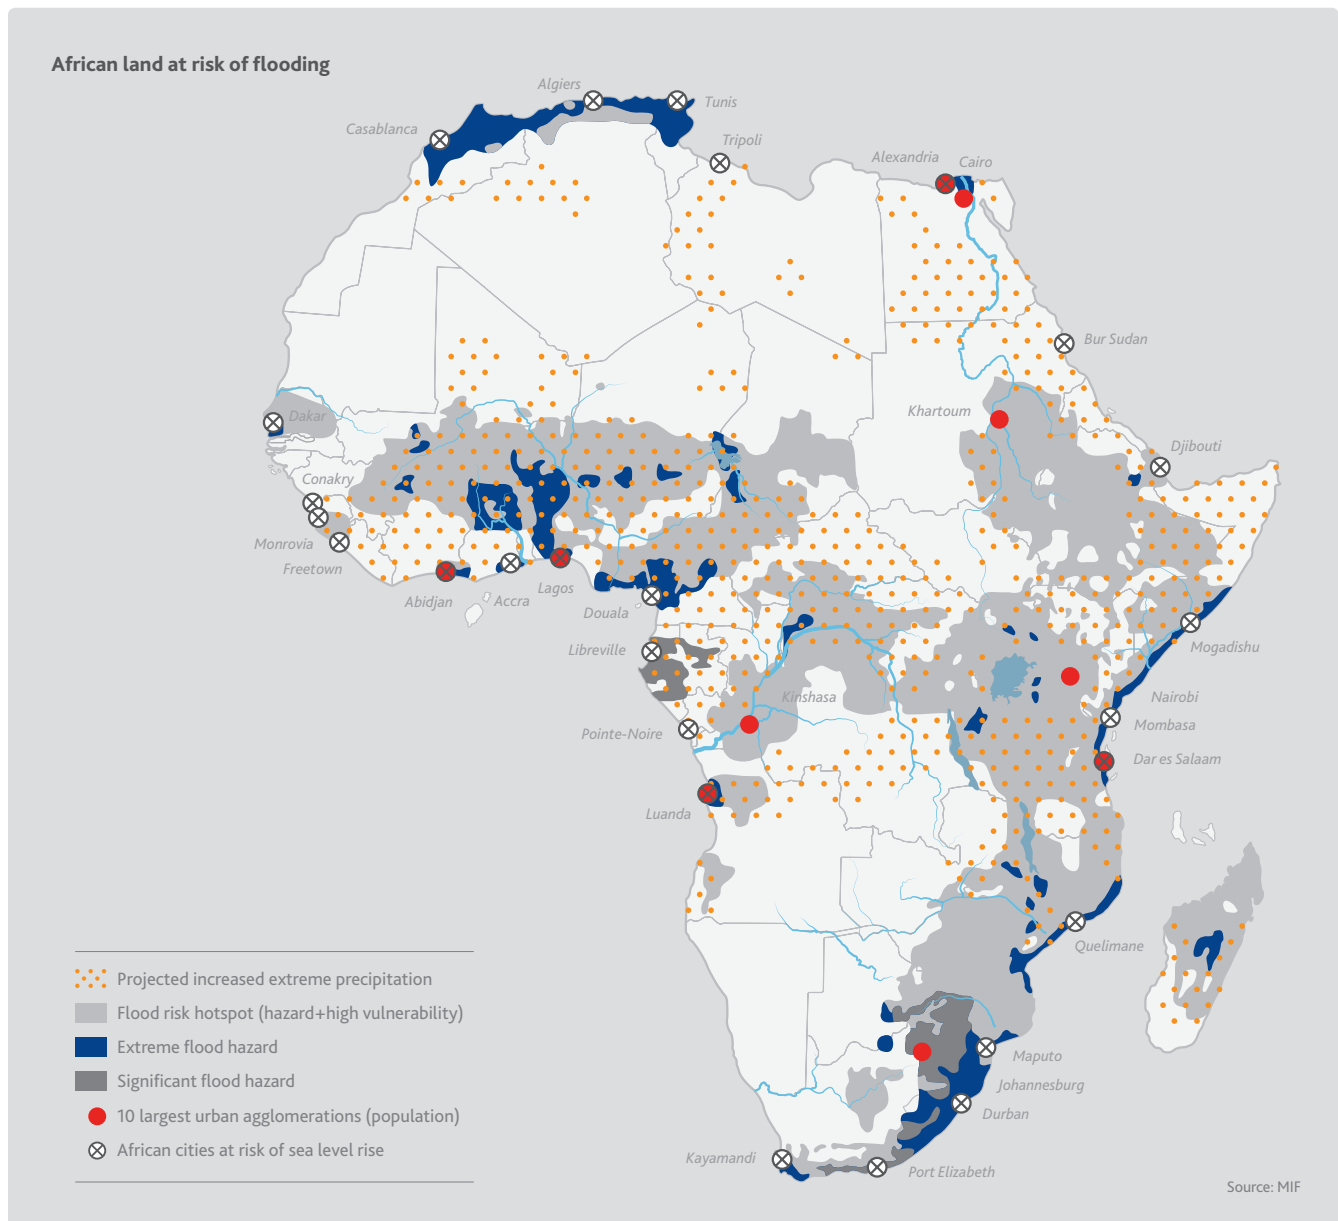 African land at risk of flooding
Algiers
Tunis
Casablanca
Tripoli
Alexandria
Cairo
Bur Sudan
Khartoum
Dakar
Djibouti
Conakry
Monrovia
Freetown
Lagos
Abidjan
Accra
Douala
Libreville
Mogadishu
Kinshasa
Nairobi
Pointe-Noire
Mombasa
Dar es Salaam
Luanda
Quelimane
Projected increased extreme precipitation
Flood risk hotspot (hazard+high vulnerability)
Extreme flood hazard
Significant flood hazard
10 largest urban agglomerations (population)
African cities at risk of sea level rise
Maputo
Johannesburg
Durban
Kayamandi
Port Elizabeth
Source: MIF